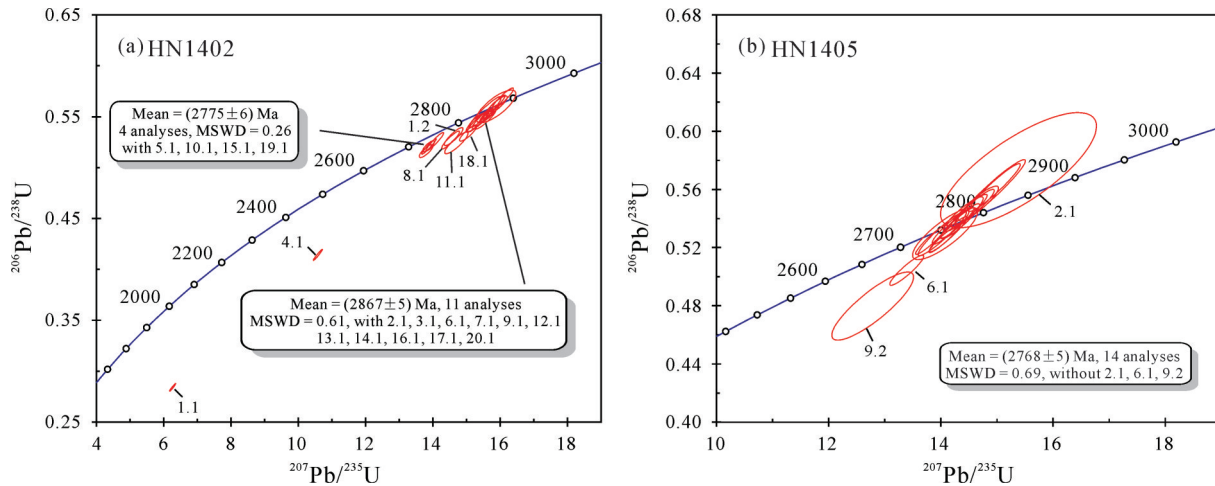 (a) HN1402
0.65
0.55
0.45
0.35
0.25
²⁰⁶Pb/²³⁸U
Mean = (2775±6) Ma
4 analyses, MSWD = 0.26
with 5.1, 10.1, 15.1, 19.1
3000
2800
1.2
2600
18.1
8.1
11.1
2400
4.1
2200
2000
Mean = (2867±5) Ma, 11 analyses
MSWD = 0.61, with 2.1, 3.1, 6.1, 7.1, 9.1, 12.1
13.1, 14.1, 16.1, 17.1, 20.1
1.1
4 6 8 10 12 14 16 18
²⁰⁷Pb/²³⁵U
(b) HN1405
0.68
0.64
0.60
0.56
0.52
0.48
0.44
0.40
²⁰⁶Pb/²³⁸U
3000
2900
2800
2.1
2700
2600
6.1
9.2
Mean = (2768±5) Ma, 14 analyses
MSWD = 0.69, without 2.1, 6.1, 9.2
10 12 14 16 18
²⁰⁷Pb/²³⁵U